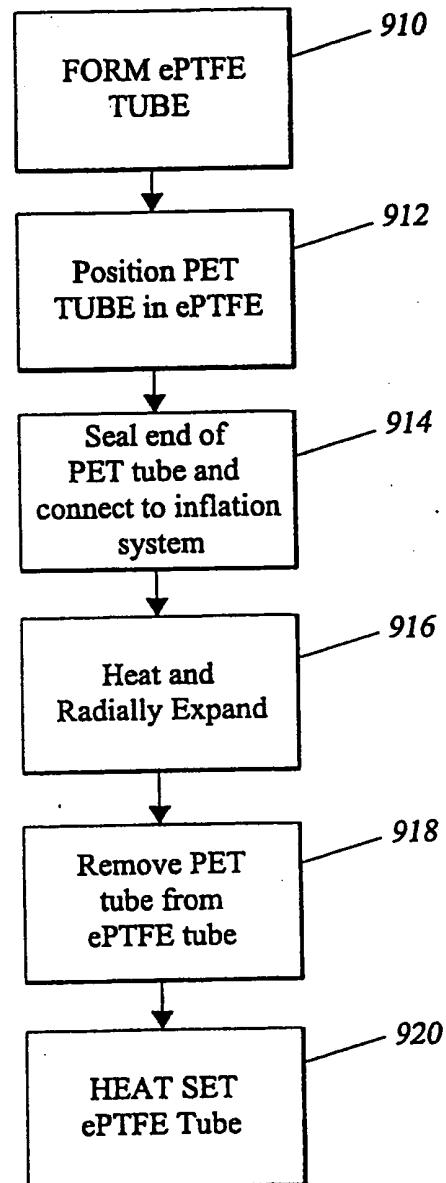 910
FORM ePTFE
TUBE
912
Position PET
TUBE in ePTFE
914
Seal end of
PET tube and
connect to inflation
system
916
Heat and
Radially Expand
918
Remove PET
tube from
ePTFE tube
920
HEAT SET
ePTFE Tube